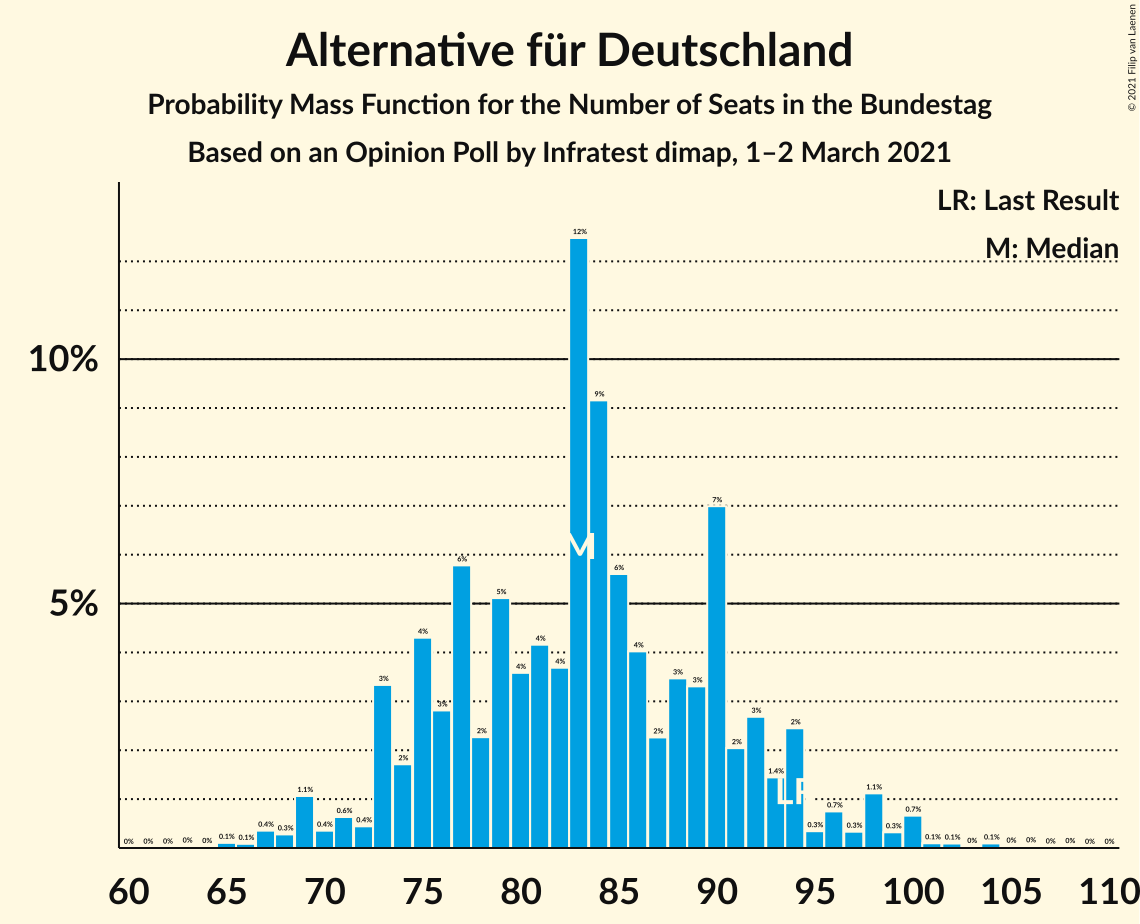 Alternative für Deutschland
Probability Mass Function for the Number of Seats in the Bundestag
Based on an Opinion Poll by Infratest dimap, 1–2 March 2021
© 2021 Filip van Laenen
LR: Last Result
M: Median
10%
5%
0% 0% 0% 0% 0% 0.1% 0.1% 0.4% 0.3% 1.1% 0.4% 0.6% 0.4% 3% 2% 4% 3% 6% 2% 5% 4% 4% 4% 12% 9% 6% 4% 2% 3% 3% 7% 2% 3% 1.4% 2% 0.3% 0.7% 0.3% 1.1% 0.3% 0.7% 0.1% 0.1% 0% 0.1% 0% 0% 0% 0% 0% 0%
M
LR
60 65 70 75 80 85 90 95 100 105 110